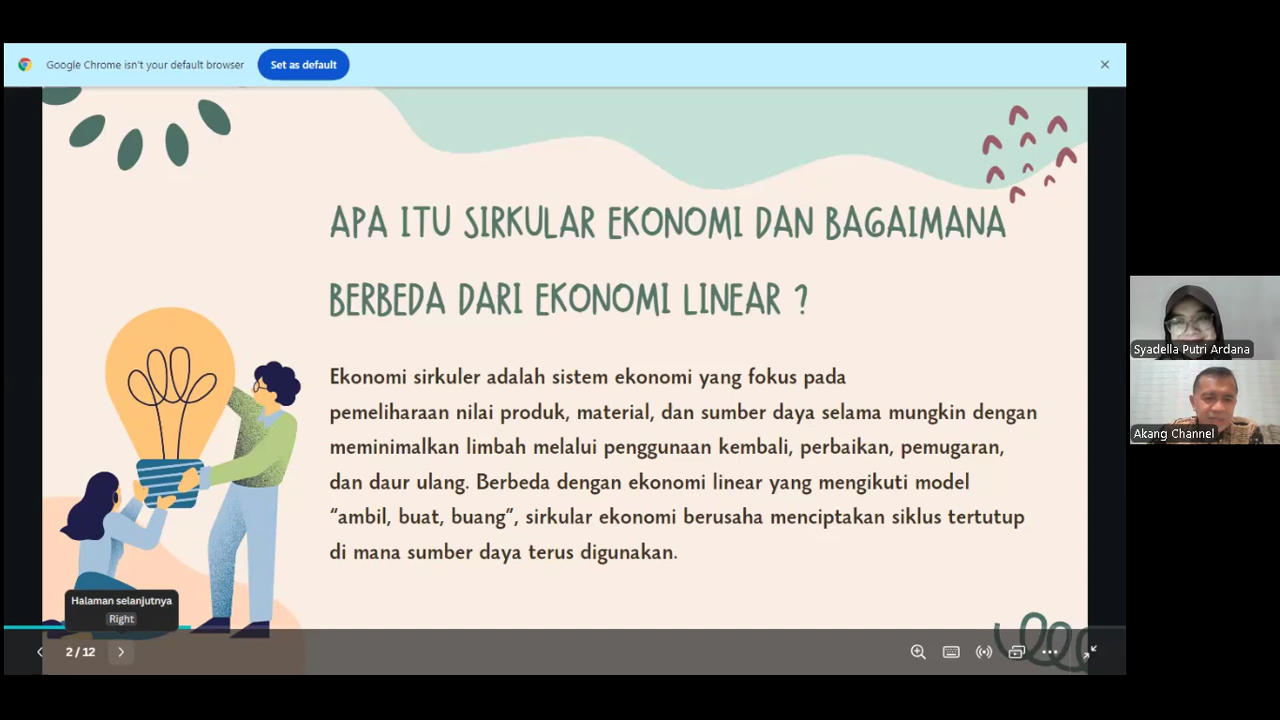 Google Chrome isn't your default browser
Set as default
APA ITU SIRKULAR EKONOMI DAN BAGAIMANA
BERBEDA DARI EKONOMI LINEAR ?
Ekonomi sirkuler adalah sistem ekonomi yang fokus pada
pemeliharaan nilai produk, material, dan sumber daya selama mungkin dengan
meminimalkan limbah melalui penggunaan kembali, perbaikan, pemugaran,
dan daur ulang. Berbeda dengan ekonomi linear yang mengikuti model
“ambil, buat, buang”, sirkular ekonomi berusaha menciptakan siklus tertutup
di mana sumber daya terus digunakan.
Halaman selanjutnya
Right
2 / 12
Syadella Putri Ardana
Akang Channel